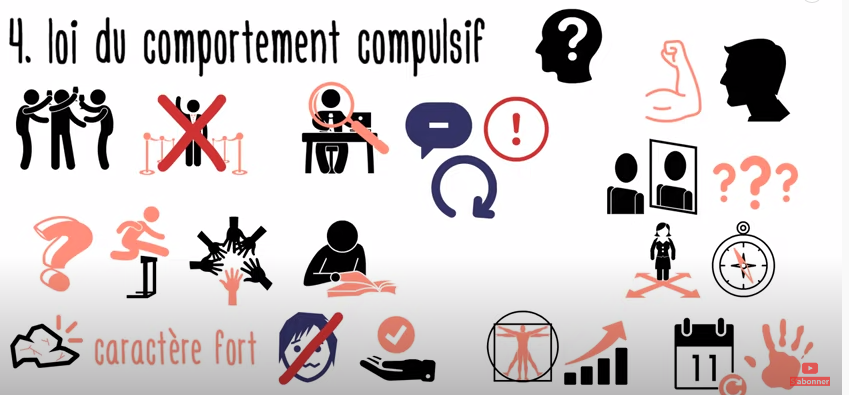 4. loi du comportement compulsif
caractère fort
11
S'abonner